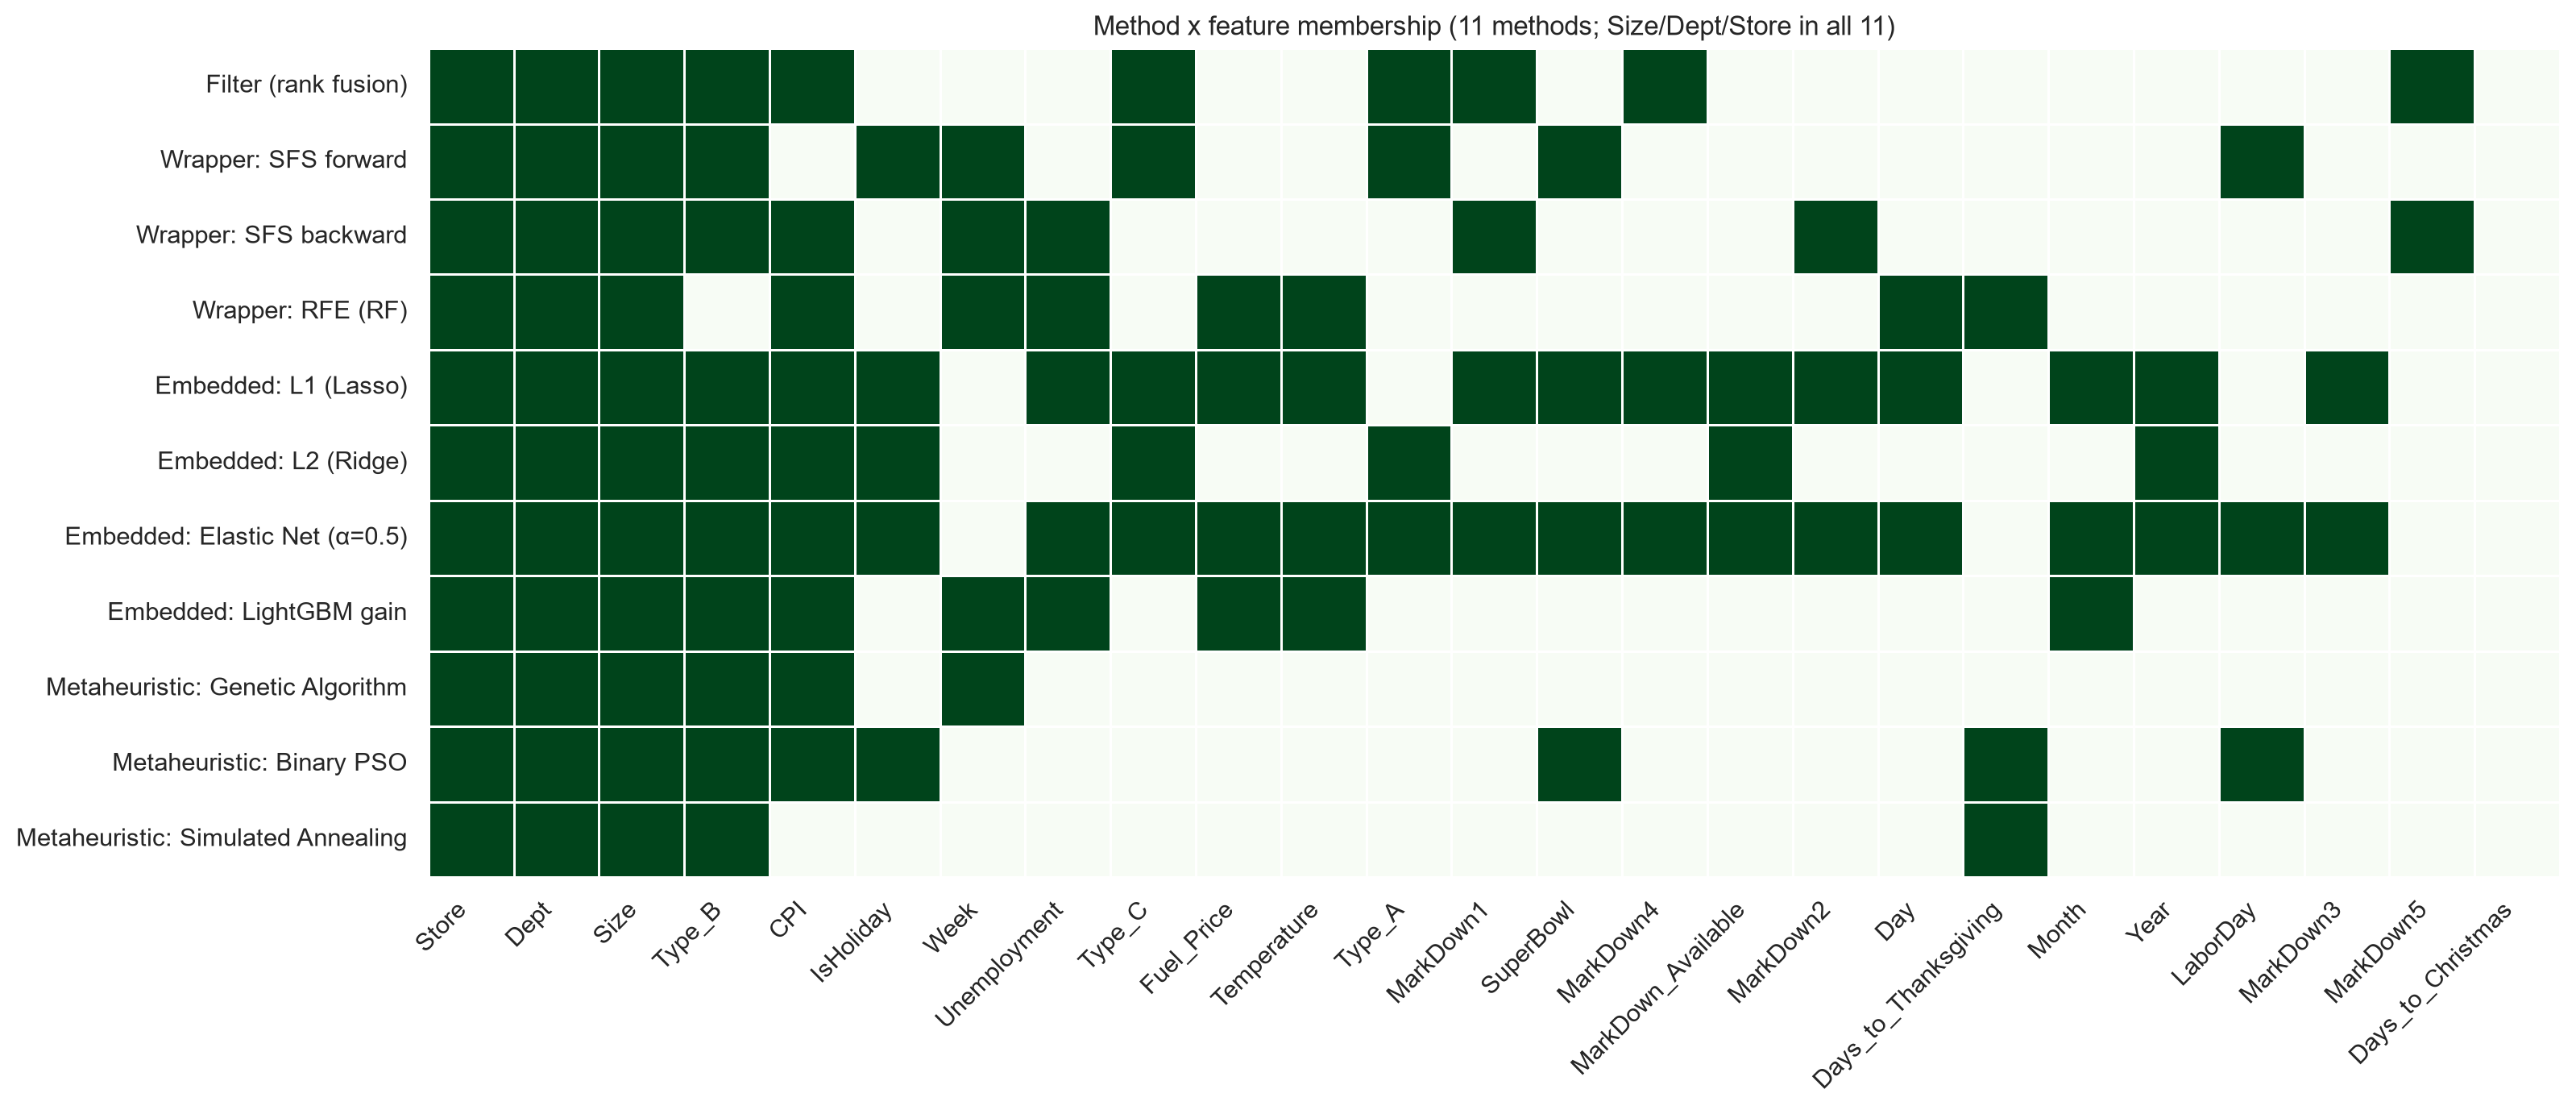 Method x feature membership (11 methods; Size/Dept/Store in all 11)
Filter (rank fusion)
Wrapper: SFS forward
Wrapper: SFS backward
Wrapper: RFE (RF)
Embedded: L1 (Lasso)
Embedded: L2 (Ridge)
Embedded: Elastic Net (α=0.5)
Embedded: LightGBM gain
Metaheuristic: Genetic Algorithm
Metaheuristic: Binary PSO
Metaheuristic: Simulated Annealing
Store
Dept
Size
Type_B
CPI
IsHoliday
Week
Unemployment
Type_C
Fuel_Price
Temperature
Type_A
MarkDown1
SuperBowl
MarkDown4
MarkDown_Available
MarkDown2
Day
Days_to_Thanksgiving
Month
Year
LaborDay
MarkDown3
MarkDown5
Days_to_Christmas